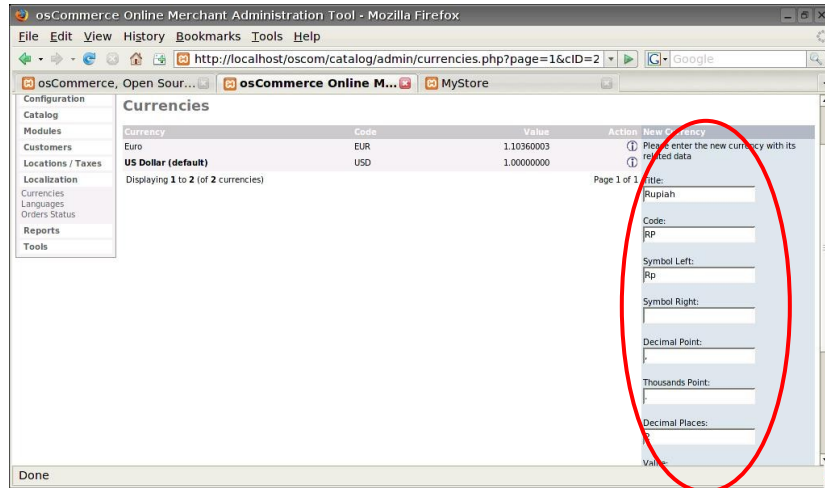 osCommerce Online Merchant Administration Tool - Mozilla Firefox
File Edit View History Bookmarks Tools Help
http://localhost/oscom/catalog/admin/currencies.php?page=1&cID=2 G Google
osCommerce, Open Sour... osCommerce Online M... MyStore
Configuration
Catalog
Modules
Customers
Locations / Taxes
Localization
Currencies
Languages
Orders Status
Reports
Tools
Currencies
Currency Code Value Action
Euro EUR 1.10360003
US Dollar (default) USD 1.00000000
Displaying 1 to 2 (of 2 currencies) Page 1 of 1
New Currency
Please enter the new currency with its
related data
Title:
Rupiah
Code:
RP
Symbol Left:
Rp
Symbol Right:
Decimal Point:
Thousands Point:
.
Decimal Places:
Value:
Done